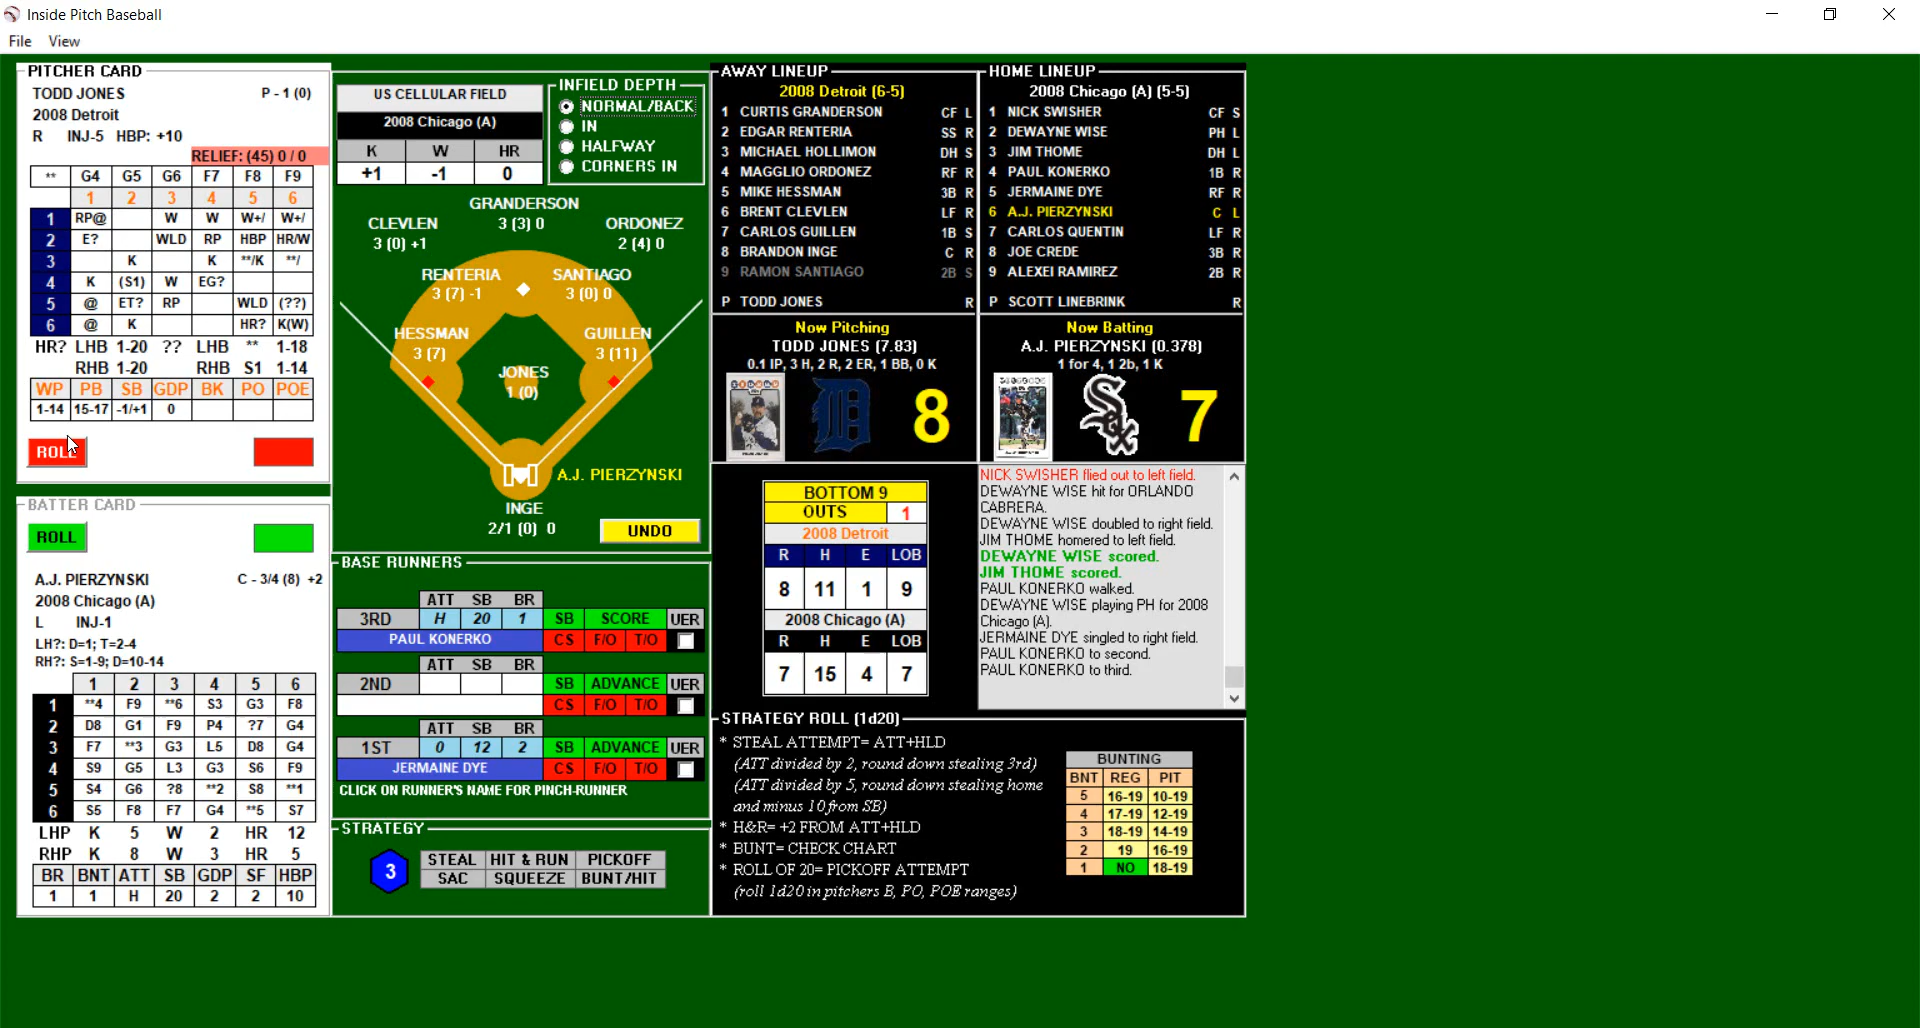 Inside Pitch Baseball
File View
PITCHER CARD
TODD JONES P - 1 (0)
2008 Detroit
R INJ-5 HBP: +10
RELIEF: (45) 0 / 0
** G4 G5 G6 F7 F8 F9
1 2 3 4 5 6
1 RP@ W W W+/ W+/
2 E? WLD RP HBP HR/W
3 K K **/K **/
4 K (S1) W EG?
5 @ ET? RP WLD (??)
6 @ K HR? K(W)
HR? LHB 1-20 ?? LHB ** 1-18
RHB 1-20 RHB S1 1-14
WP PB SB GDP BK PO POE
1-14 15-17 -1/+1 0
ROLL
BATTER CARD
ROLL
A.J. PIERZYNSKI C - 3/4 (8) +2
2008 Chicago (A)
L INJ-1
LH?: D=1; T=2-4
RH?: S=1-9; D=10-14
1 2 3 4 5 6
1 **4 F9 **6 S3 G3 F8
2 D8 G1 F9 P4 ?7 G4
3 F7 **3 G3 L5 D8 G4
4 S9 G5 L3 G3 S6 F9
5 S4 G6 ?8 **2 S8 **1
6 S5 F8 F7 G4 **5 S7
LHP K 5 W 2 HR 12
RHP K 8 W 3 HR 5
BR BNT ATT SB GDP SF HBP
1 1 H 20 2 2 10
US CELLULAR FIELD
2008 Chicago (A)
K W HR
+1 -1 0
INFIELD DEPTH
NORMAL/BACK
IN
HALFWAY
CORNERS IN
GRANDERSON
3 (3) 0
CLEVLEN
3 (0) +1
ORDONEZ
2 (4) 0
RENTERIA
3 (7) -1
SANTIAGO
3 (0) 0
HESSMAN
3 (7)
GUILLEN
3 (11)
JONES
1 (0)
A.J. PIERZYNSKI
INGE
2/1 (0) 0
UNDO
BASE RUNNERS
ATT SB BR
3RD H 20 1 SB SCORE UER
PAUL KONERKO CS F/O T/O
ATT SB BR
2ND SB ADVANCE UER
CS F/O T/O
ATT SB BR
1ST 0 12 2 SB ADVANCE UER
JERMAINE DYE CS F/O T/O
CLICK ON RUNNER'S NAME FOR PINCH-RUNNER
STRATEGY
3
STEAL HIT & RUN PICKOFF
SAC SQUEEZE BUNT/HIT
AWAY LINEUP
2008 Detroit (6-5)
1 CURTIS GRANDERSON CF L
2 EDGAR RENTERIA SS R
3 MICHAEL HOLLIMON DH S
4 MAGGLIO ORDONEZ RF R
5 MIKE HESSMAN 3B R
6 BRENT CLEVLEN LF R
7 CARLOS GUILLEN 1B S
8 BRANDON INGE C R
9 RAMON SANTIAGO 2B S
P TODD JONES R
HOME LINEUP
2008 Chicago (A) (5-5)
1 NICK SWISHER CF S
2 DEWAYNE WISE PH L
3 JIM THOME DH L
4 PAUL KONERKO 1B R
5 JERMAINE DYE RF R
6 A.J. PIERZYNSKI C L
7 CARLOS QUENTIN LF R
8 JOE CREDE 3B R
9 ALEXEI RAMIREZ 2B R
P SCOTT LINEBRINK R
Now Pitching
TODD JONES (7.83)
0.1 IP, 3 H, 2 R, 2 ER, 1 BB, 0 K
8
Now Batting
A.J. PIERZYNSKI (0.378)
1 for 4, 1 2b, 1 K
7
BOTTOM 9
OUTS 1
2008 Detroit
R H E LOB
8 11 1 9
2008 Chicago (A)
R H E LOB
7 15 4 7
NICK SWISHER flied out to left field.
DEWAYNE WISE hit for ORLANDO
CABRERA.
DEWAYNE WISE doubled to right field.
JIM THOME homered to left field.
DEWAYNE WISE scored.
JIM THOME scored.
PAUL KONERKO walked.
DEWAYNE WISE playing PH for 2008
Chicago (A).
JERMAINE DYE singled to right field.
PAUL KONERKO to second.
PAUL KONERKO to third.
STRATEGY ROLL (1d20)
* STEAL ATTEMPT= ATT+HLD
(ATT divided by 2, round down stealing 3rd)
(ATT divided by 5, round down stealing home
and minus 10 from SB)
* H&R= +2 FROM ATT+HLD
* BUNT= CHECK CHART
* ROLL OF 20= PICKOFF ATTEMPT
(roll 1d20 in pitchers B, PO, POE ranges)
BUNTING
BNT REG PIT
5 16-19 10-19
4 17-19 12-19
3 18-19 14-19
2 19 16-19
1 NO 18-19